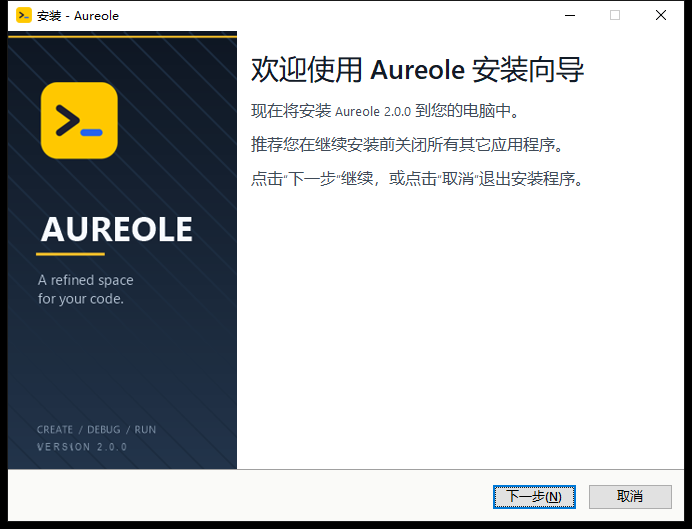 安装 - Aureole
AUREOLE
A refined space
for your code.
CREATE / DEBUG / RUN
VERSION 2.0.0
欢迎使用 Aureole 安装向导
现在将安装 Aureole 2.0.0 到您的电脑中。
推荐您在继续安装前关闭所有其它应用程序。
点击“下一步”继续，或点击“取消”退出安装程序。
下一步(N)
取消